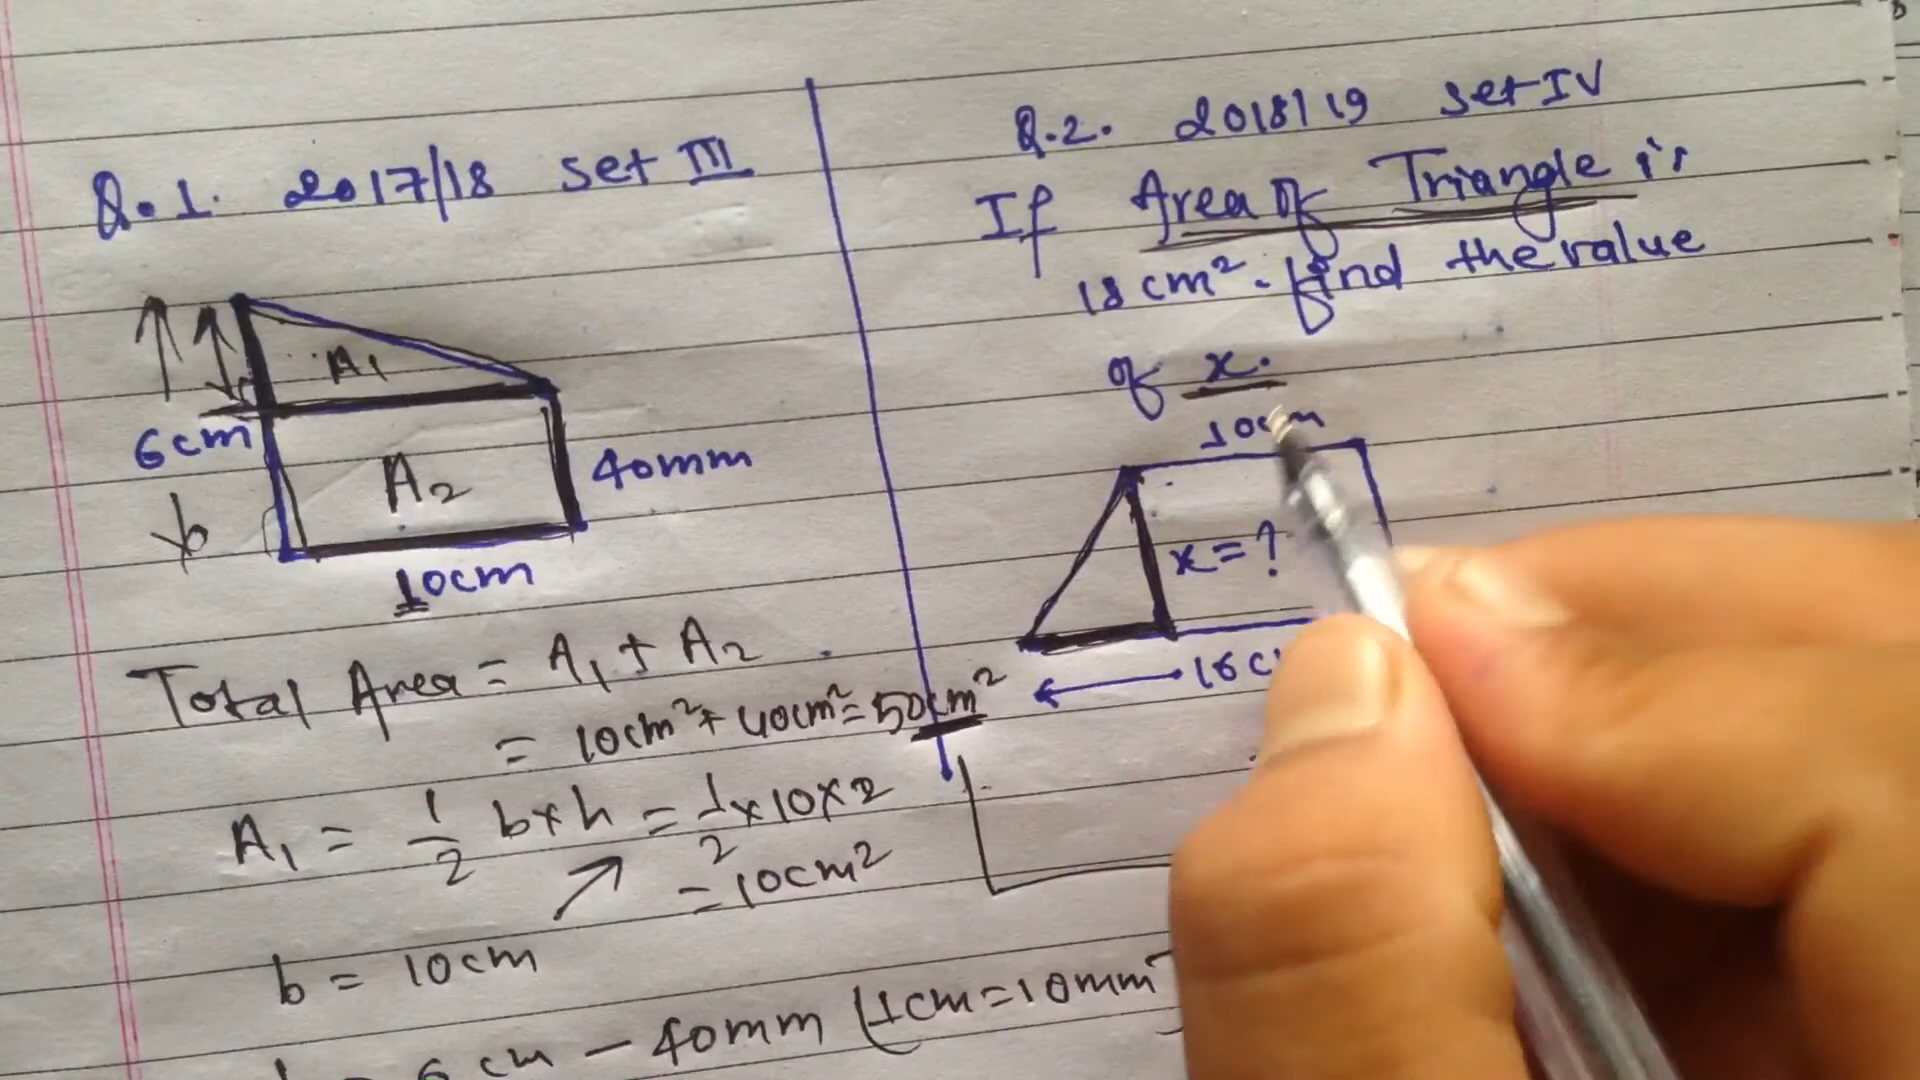 Q.1. 2017/18 set III
A1
6cm
A2
40mm
10cm
Total Area = A1 + A2
= 10cm² + 40cm² = 50cm²
A1 = 1/2 b×h = 1/2 × 10×2
= 10cm²
b = 10cm
6 cm − 40mm (1cm=10mm
Q.2. 2018/19 set IV
If Area of Triangle is
18 cm². find the value
of x.
10cm
x = ?